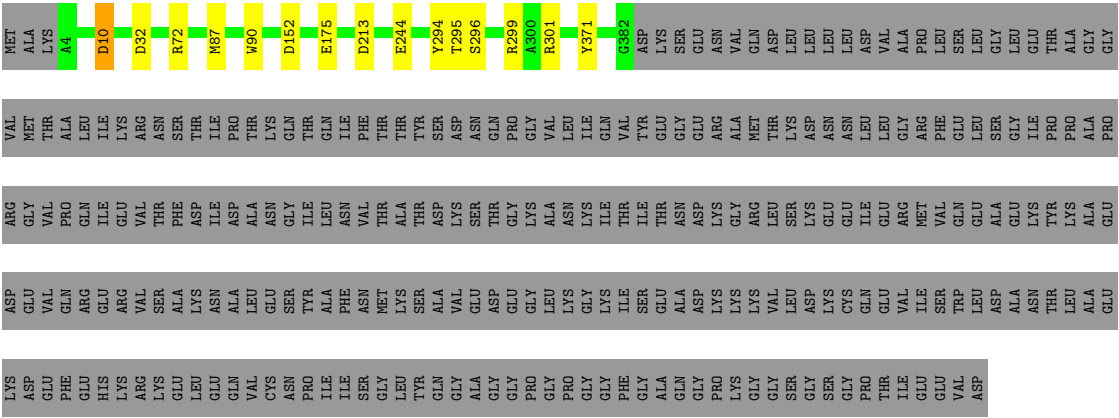 MET ALA LYS A4 D10 D32 R72 M87 W90 D152 E175 D213 E244 Y294 T295 S296 R299 A300 R301 Y371 G382 ASP LYS SER GLU ASN VAL GLN ASP LEU LEU LEU LEU ASP VAL ALA PRO LEU SER LEU GLY LEU GLU THR ALA GLY GLY
VAL MET THR ALA LEU ILE LYS ARG ASN SER THR ILE PRO THR LYS GLN THR GLN ILE PHE THR THR TYR SER ASP ASN GLN PRO GLY VAL LEU ILE GLN VAL TYR GLU GLY GLU ARG ALA MET THR LYS ASP ASN ASN LEU LEU GLY ARG PHE GLU LEU SER GLY ILE PRO PRO ALA PRO
ARG GLY VAL PRO GLN ILE GLU VAL THR PHE ASP ILE ASP ALA ASN GLY ILE LEU ASN VAL THR ALA THR ASP LYS SER THR GLY LYS ALA ASN LYS ILE THR ILE THR ASN ASP LYS GLY ARG LEU SER LYS GLU GLU ILE GLU ARG MET VAL GLN GLU ALA GLU LYS TYR LYS ALA GLU
ASP GLU VAL GLN ARG GLU ARG VAL SER ALA LYS ASN ALA LEU GLU SER TYR ALA PHE ASN MET LYS SER ALA VAL GLU ASP GLU GLY LEU LYS GLY LYS ILE SER GLU ALA ASP LYS LYS LYS VAL LEU ASP LYS CYS GLN GLU VAL ILE SER TRP LEU ASP ALA ASN THR LEU ALA GLU
LYS ASP GLU PHE GLU HIS LYS ARG LYS GLU LEU GLU GLN VAL CYS ASN PRO ILE ILE SER GLY LEU TYR GLN GLY ALA GLY GLY PRO GLY PRO GLY GLY PHE GLY ALA GLN GLY PRO LYS GLY GLY SER GLY SER GLY PRO THR ILE GLU GLU VAL ASP